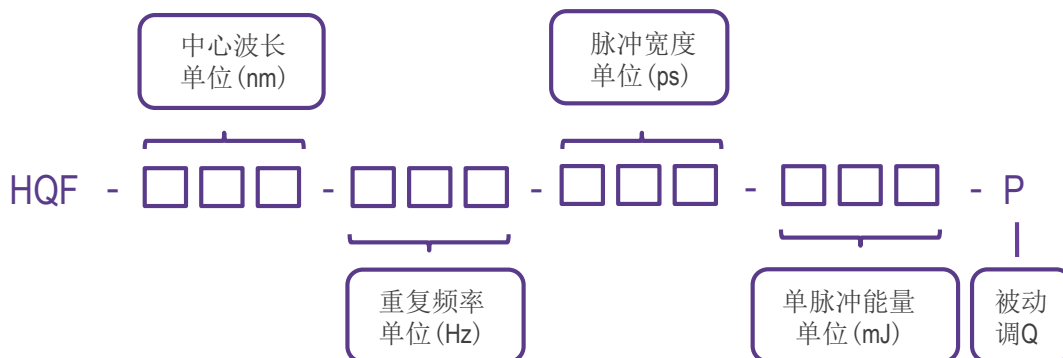 中心波长
单位(nm)
脉冲宽度
单位(ps)
HQF - □□□ - □□□ - □□□ - □□□ - P
重复频率
单位(Hz)
单脉冲能量
单位(mJ)
被动
调Q